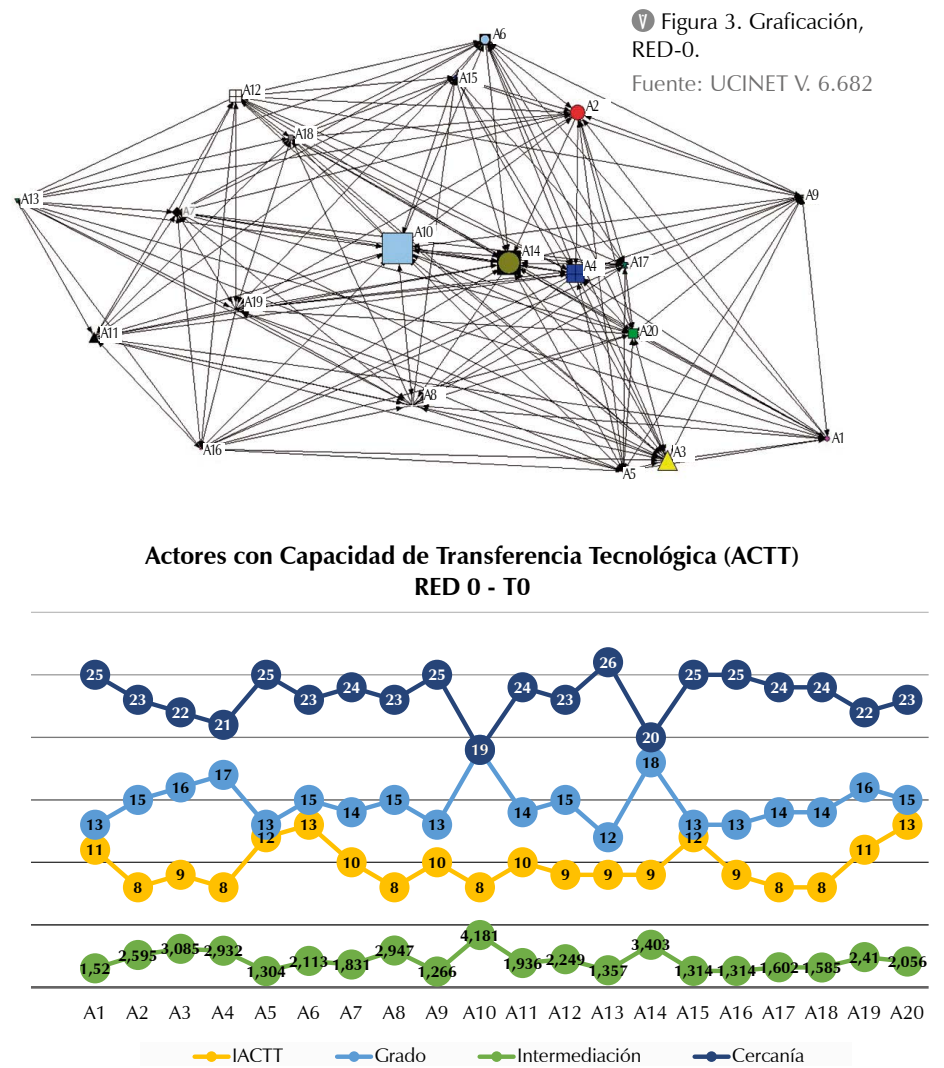 Figura 3. Graficación,
RED-0.
Fuente: UCINET V. 6.682
A6
A15
A12
A2
A18
A13
A7
A9
A10
A14
A4
A17
A19
A20
A11
A8
A1
A16
A3
A5
Actores con Capacidad de Transferencia Tecnológica (ACTT)
RED 0 - T0
25 23 22 21 25 23 24 23 25 19 24 23 26 20 25 25 24 24 22 23
13 15 16 17 13 15 14 15 13 14 15 12 18 13 13 14 14 16 15
11 8 9 8 12 13 10 8 10 8 10 9 9 9 12 9 8 8 11 13
1,52 2,595 3,085 2,932 1,304 2,113 1,831 2,947 1,266 4,181 1,936 2,249 1,357 3,403 1,314 1,314 1,602 1,585 2,41 2,056
A1 A2 A3 A4 A5 A6 A7 A8 A9 A10 A11 A12 A13 A14 A15 A16 A17 A18 A19 A20
IACTT Grado Intermediación Cercanía